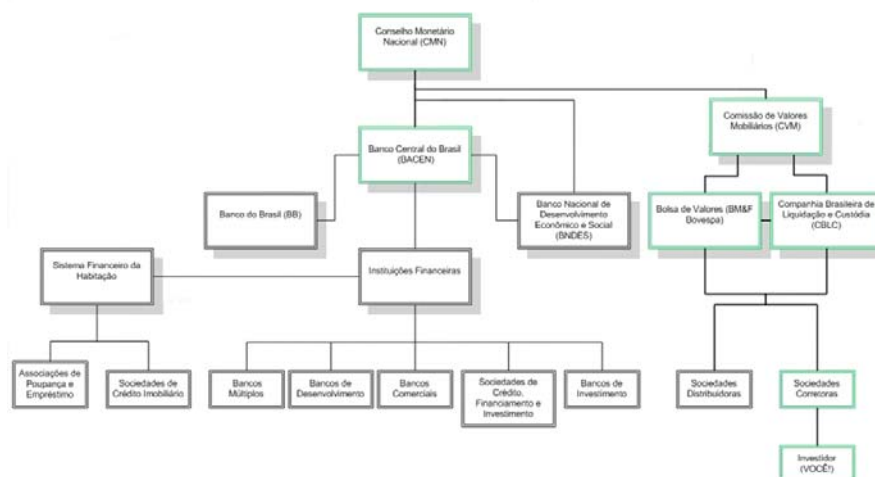 Conselho Monetário
Nacional (CMN)
Comissão de Valores
Mobiliários (CVM)
Banco Central do Brasil
(BACEN)
Banco do Brasil (BB)
Banco Nacional de
Desenvolvimento
Econômico e Social
(BNDES)
Bolsa de Valores (BM&F
Bovespa)
Companhia Brasileira de
Liquidação e Custódia
(CBLC)
Sistema Financeiro da
Habitação
Instituições Financeiras
Associações de
Poupança e
Empréstimo
Sociedades de
Crédito Imobiliário
Bancos
Múltiplos
Bancos de
Desenvolvimento
Bancos
Comerciais
Sociedades de
Crédito,
Financiamento e
Investimento
Bancos de
Investimento
Sociedades
Distribuidoras
Sociedades
Corretoras
Investidor
(VOCÊ!)